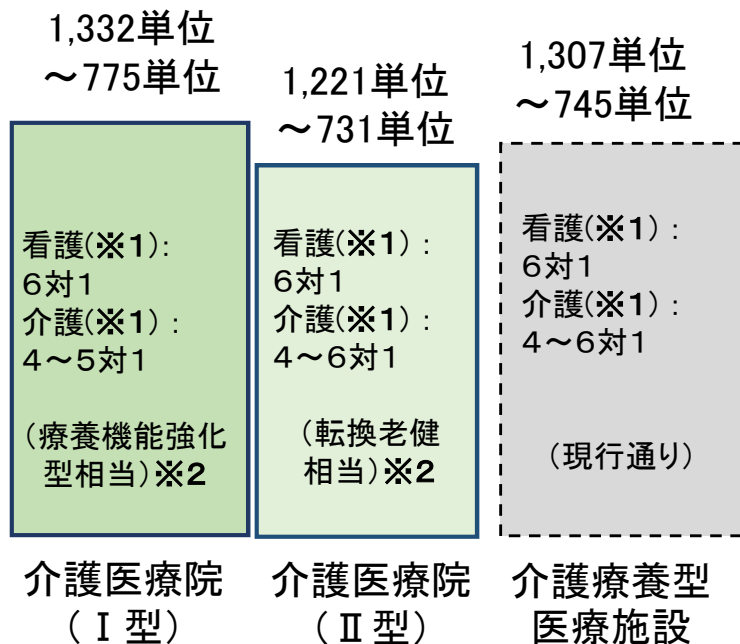 1,332単位
～775単位
看護(※1):
6対1
介護(※1)：
4～5対1
（療養機能強化
型相当）※2
介護医療院
（Ⅰ型）
1,221単位
～731単位
看護(※1)：
6対1
介護(※1)：
4～6対1
（転換老健
相当）※2
介護医療院
（Ⅱ型）
1,307単位
～745単位
看護(※1)：
6対1
介護(※1)：
4～6対1
（現行通り）
介護療養型
医療施設